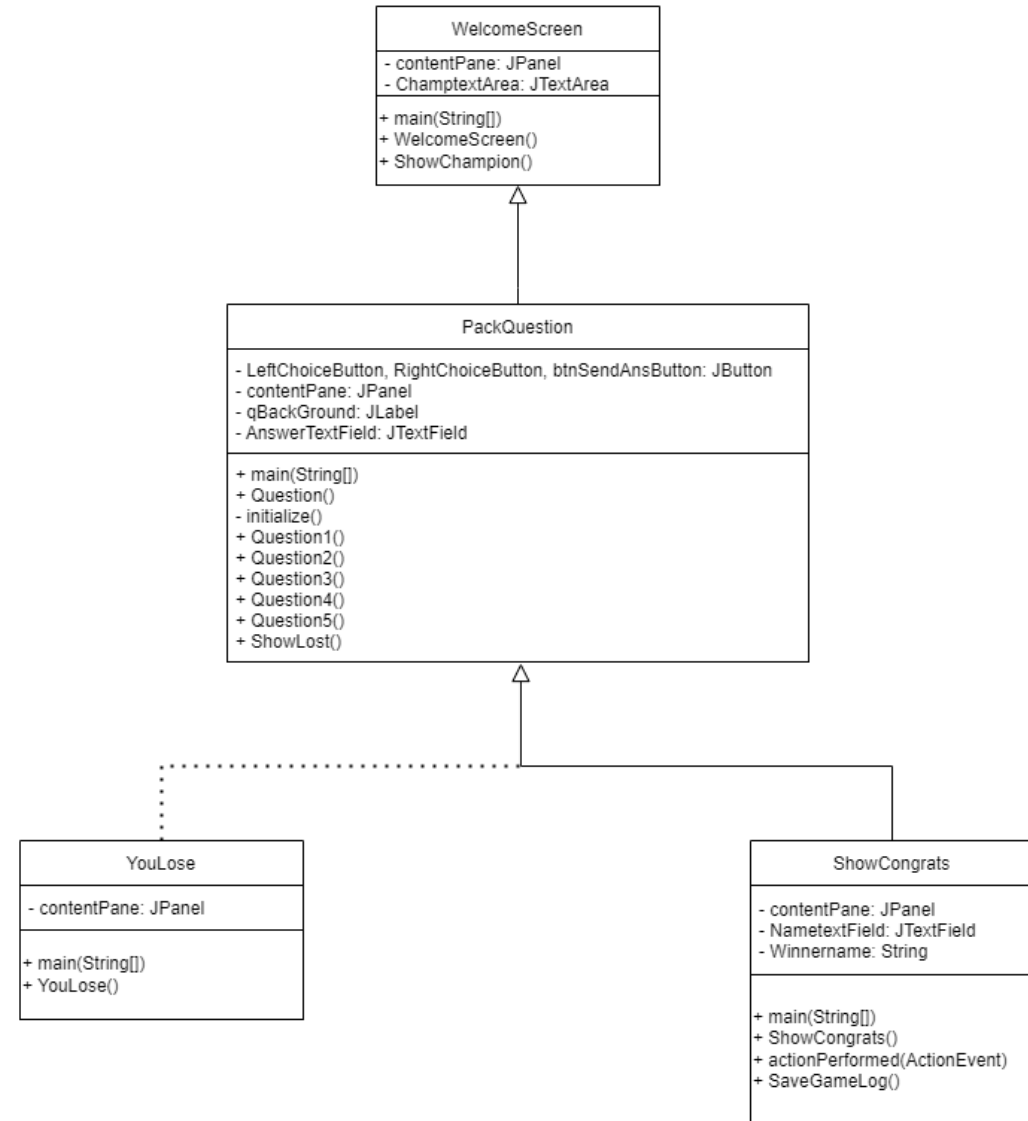 WelcomeScreen
- contentPane: JPanel
- ChamptextArea: JTextArea
+ main(String[])
+ WelcomeScreen()
+ ShowChampion()
PackQuestion
- LeftChoiceButton, RightChoiceButton, btnSendAnsButton: JButton
- contentPane: JPanel
- qBackGround: JLabel
- AnswerTextField: JTextField
+ main(String[])
+ Question()
- initialize()
+ Question1()
+ Question2()
+ Question3()
+ Question4()
+ Question5()
+ ShowLost()
YouLose
- contentPane: JPanel
+ main(String[])
+ YouLose()
ShowCongrats
- contentPane: JPanel
- NametextField: JTextField
- Winnername: String
+ main(String[])
+ ShowCongrats()
+ actionPerformed(ActionEvent)
+ SaveGameLog()